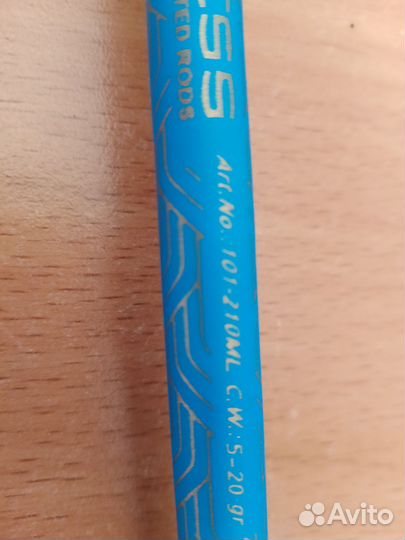 ESS
TED RODS
Art.No.: 101-210ML C.W.: 5-20 gr
Avito